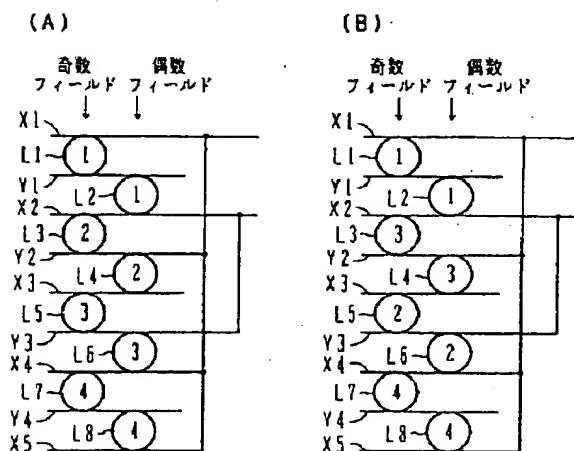 (A)
奇数 偶数
フィールド フィールド
X1
L1 1
Y1
L2 1
X2
L3 2
Y2
L4 2
X3
L5 3
Y3
L6 3
X4
L7 4
Y4
L8 4
X5
(B)
奇数 偶数
フィールド フィールド
X1
L1 1
Y1
L2 1
X2
L3 3
Y2
L4 3
X3
L5 2
Y3
L6 2
X4
L7 4
Y4
L8 4
X5